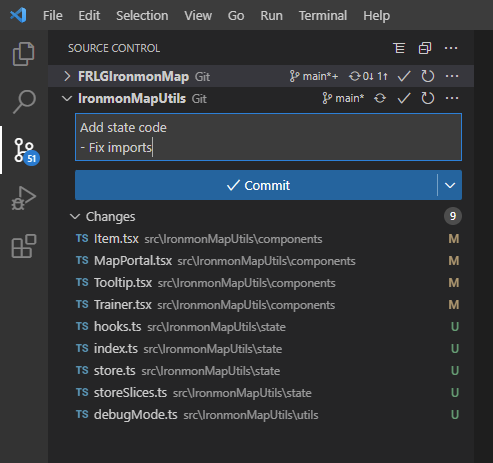 File Edit Selection View Go Run Terminal Help
SOURCE CONTROL
FRLGIronmonMap Git main*+ 0↓ 1↑
IronmonMapUtils Git main*
Add state code
- Fix imports
Commit
51
Changes 9
TS Item.tsx src\IronmonMapUtils\components M
TS MapPortal.tsx src\IronmonMapUtils\components M
TS Tooltip.tsx src\IronmonMapUtils\components M
TS Trainer.tsx src\IronmonMapUtils\components M
TS hooks.ts src\IronmonMapUtils\state U
TS index.ts src\IronmonMapUtils\state U
TS store.ts src\IronmonMapUtils\state U
TS storeSlices.ts src\IronmonMapUtils\state U
TS debugMode.ts src\IronmonMapUtils\utils U